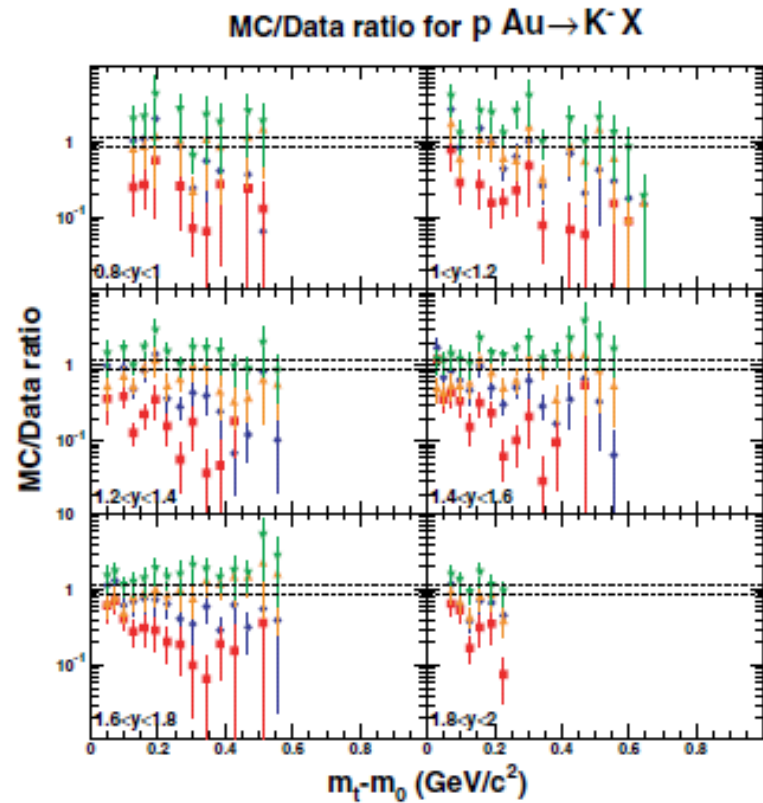 MC/Data ratio for p Au→K⁻ X
1
10⁻¹
0.8<y<1
1<y<1.2
1
10⁻¹
1.2<y<1.4
1.4<y<1.6
10
1
10⁻¹
1.6<y<1.8
1.8<y<2
0 0.2 0.4 0.6 0.8 0 0.2 0.4 0.6 0.8
MC/Data ratio
mₜ-m₀ (GeV/c²)